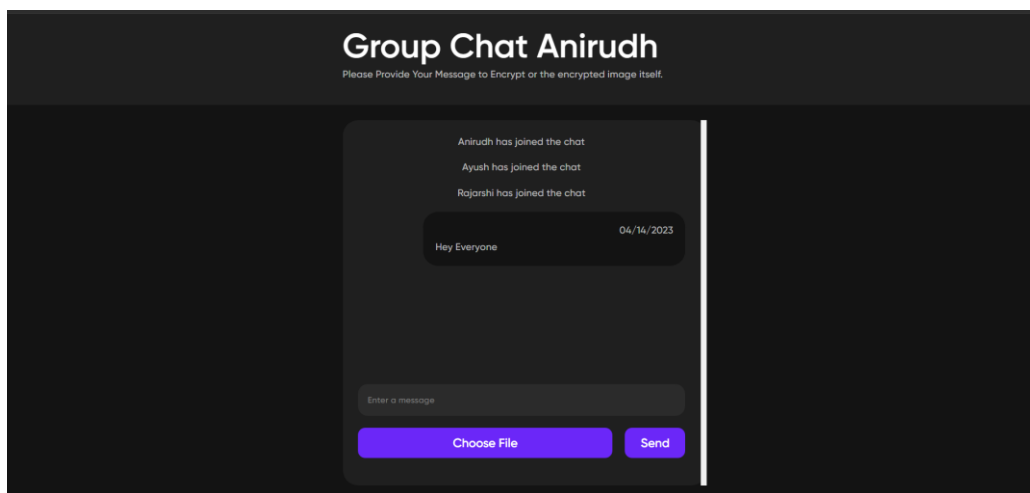 Group Chat Anirudh
Please Provide Your Message to Encrypt or the encrypted image itself.
Anirudh has joined the chat
Ayush has joined the chat
Rajarshi has joined the chat
04/14/2023
Hey Everyone
Enter a message
Choose File
Send